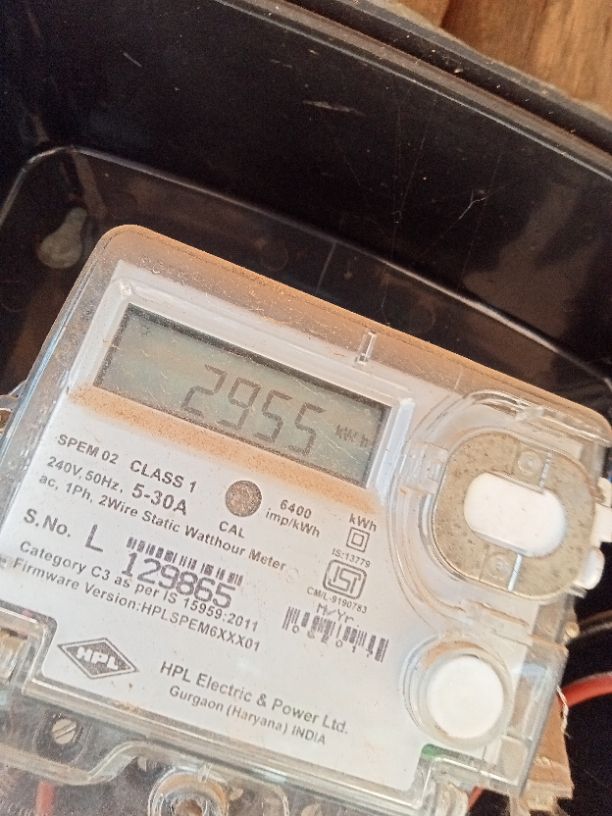 2955 kWh
SPEM 02 CLASS 1
240V, 50Hz, 5-30A
ac, 1Ph, 2Wire Static Watthour Meter
CAL
6400
imp/kWh
kWh
IS:13779
CM/L-9190783
M/Yr.
S.No. L 129865
Category C3 as per IS 15959:2011
Firmware Version:HPLSPEM6XXX01
HPL
HPL Electric & Power Ltd.
Gurgaon (Haryana) INDIA